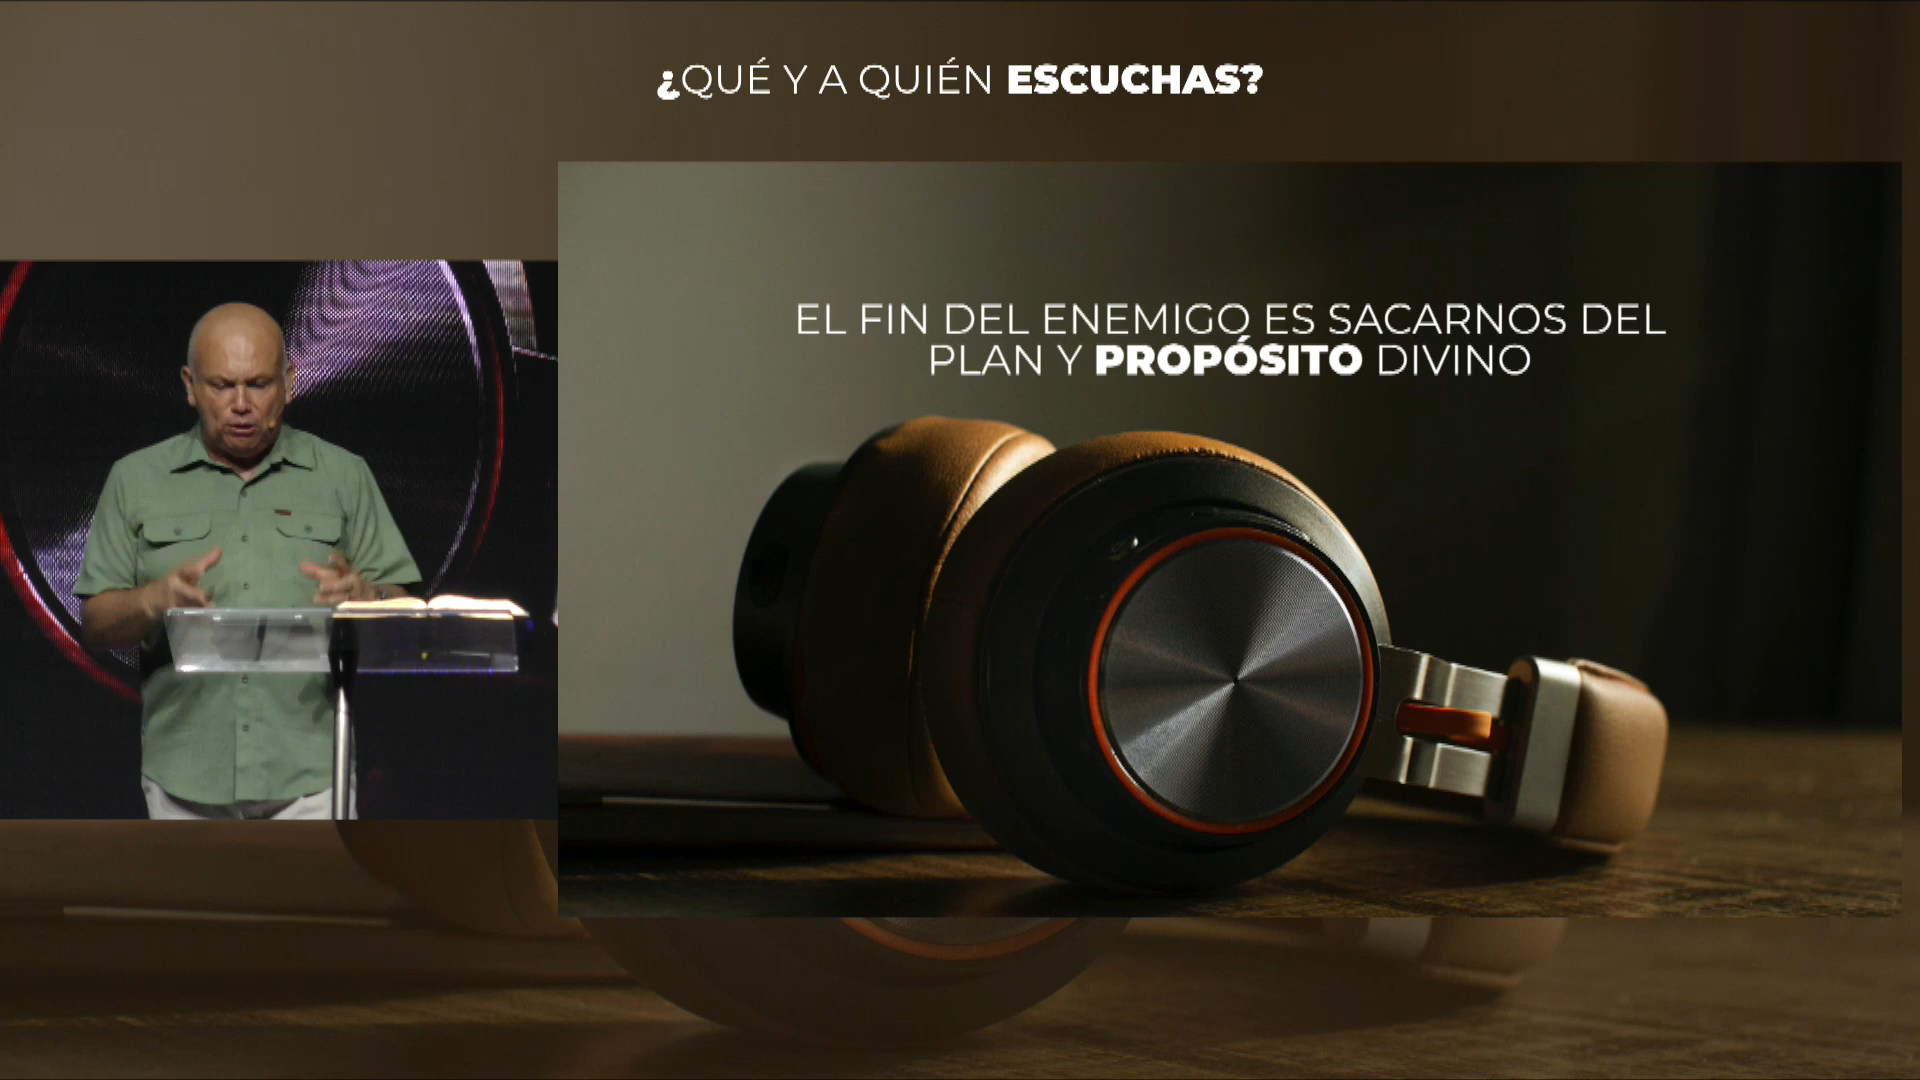 ¿QUÉ Y A QUIÉN ESCUCHAS?
EL FIN DEL ENEMIGO ES SACARNOS DEL
PLAN Y PROPÓSITO DIVINO